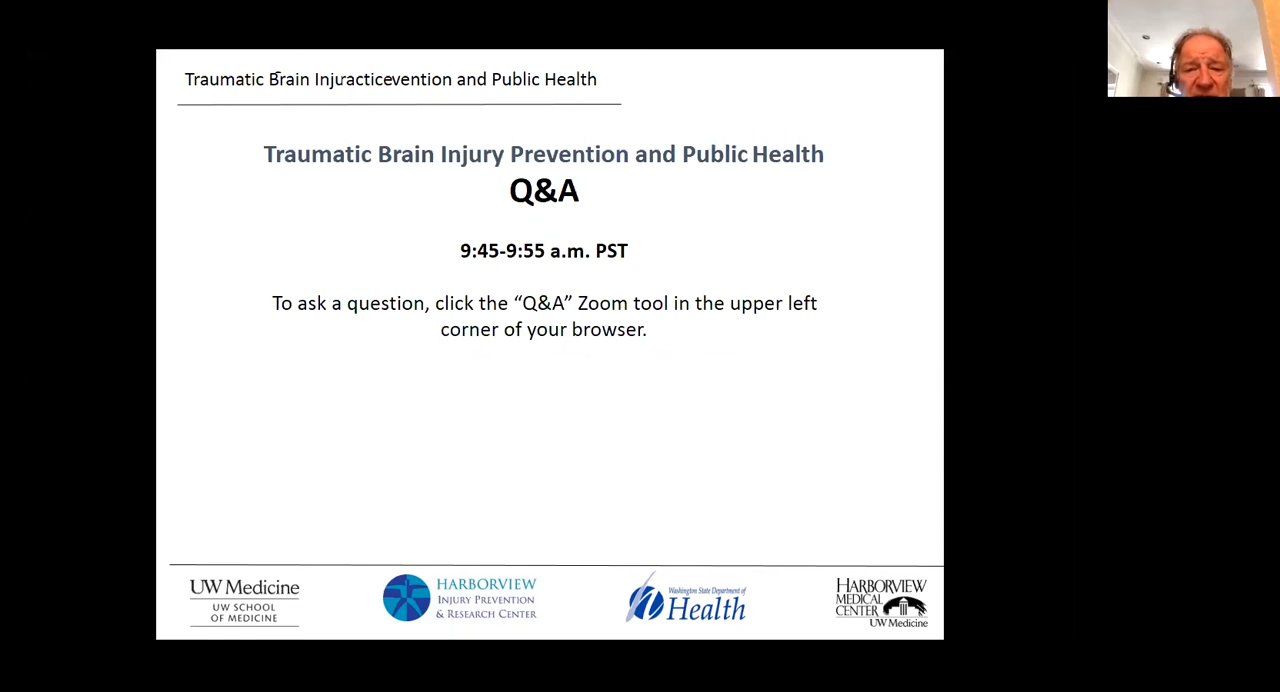 Traumatic Brain Injuracticevention and Public Health
Traumatic Brain Injury Prevention and Public Health
Q&A
9:45-9:55 a.m. PST
To ask a question, click the “Q&A” Zoom tool in the upper left
corner of your browser.
UW Medicine
UW SCHOOL
OF MEDICINE
HARBORVIEW
INJURY PREVENTION
& RESEARCH CENTER
Washington State Department of
Health
HARBORVIEW
MEDICAL
CENTER
UW Medicine